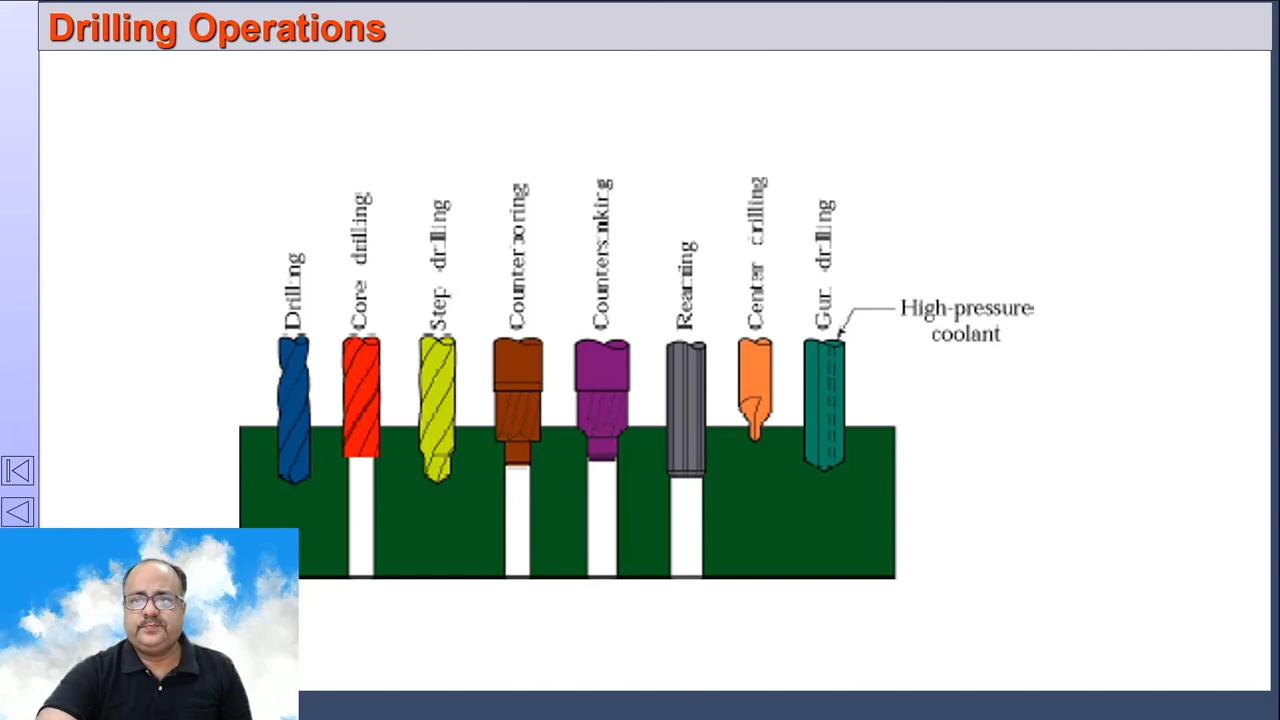 Drilling Operations
Drilling
Core drilling
Step drilling
Counterboring
Countersinking
Reaming
Center drilling
Gun drilling
High-pressure
coolant